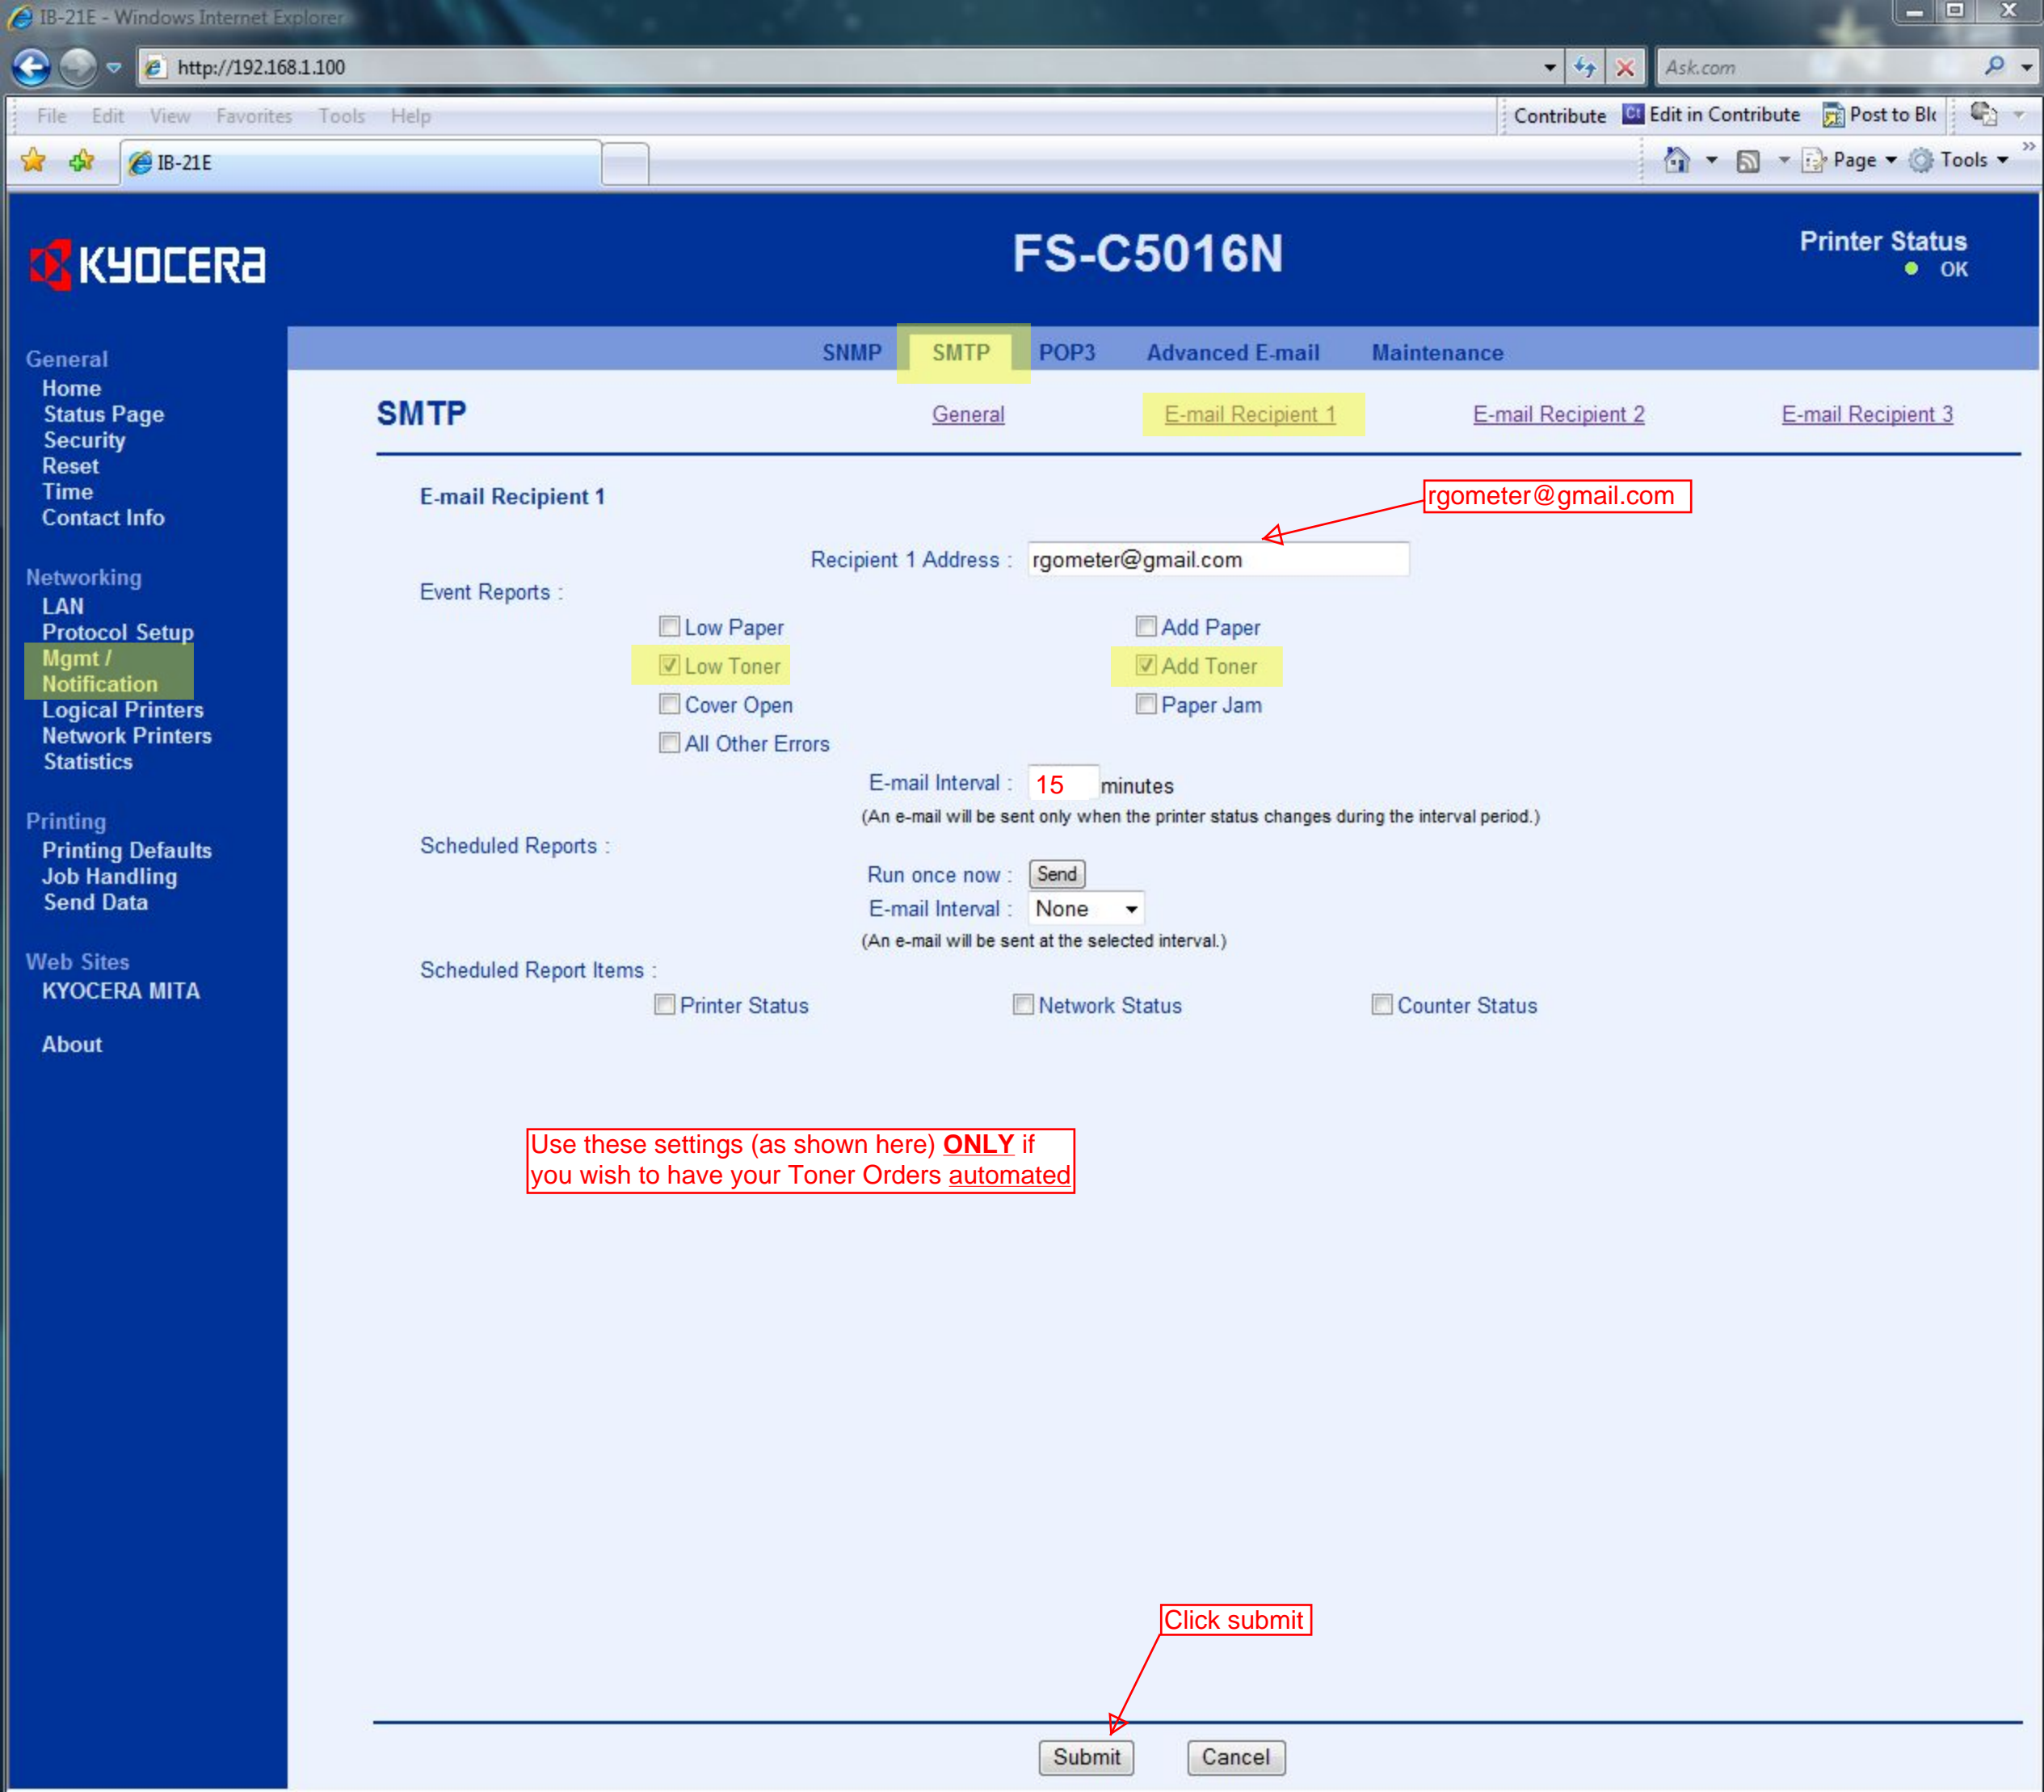 IB-21E - Windows Internet Explorer
http://192.168.1.100
Ask.com
File Edit View Favorites Tools Help
Contribute Ct Edit in Contribute Post to Blo
IB-21E
Page Tools »
KYOCERA
FS-C5016N
Printer Status
OK
General
Home
Status Page
Security
Reset
Time
Contact Info
Networking
LAN
Protocol Setup
Mgmt /
Notification
Logical Printers
Network Printers
Statistics
Printing
Printing Defaults
Job Handling
Send Data
Web Sites
KYOCERA MITA
About
SNMP SMTP POP3 Advanced E-mail Maintenance
SMTP General E-mail Recipient 1 E-mail Recipient 2 E-mail Recipient 3
E-mail Recipient 1
rgometer@gmail.com
Recipient 1 Address : rgometer@gmail.com
Event Reports :
Low Paper Add Paper
Low Toner Add Toner
Cover Open Paper Jam
All Other Errors
E-mail Interval : 15 minutes
(An e-mail will be sent only when the printer status changes during the interval period.)
Scheduled Reports :
Run once now : Send
E-mail Interval : None
(An e-mail will be sent at the selected interval.)
Scheduled Report Items :
Printer Status Network Status Counter Status
Use these settings (as shown here) ONLY if
you wish to have your Toner Orders automated
Click submit
Submit Cancel